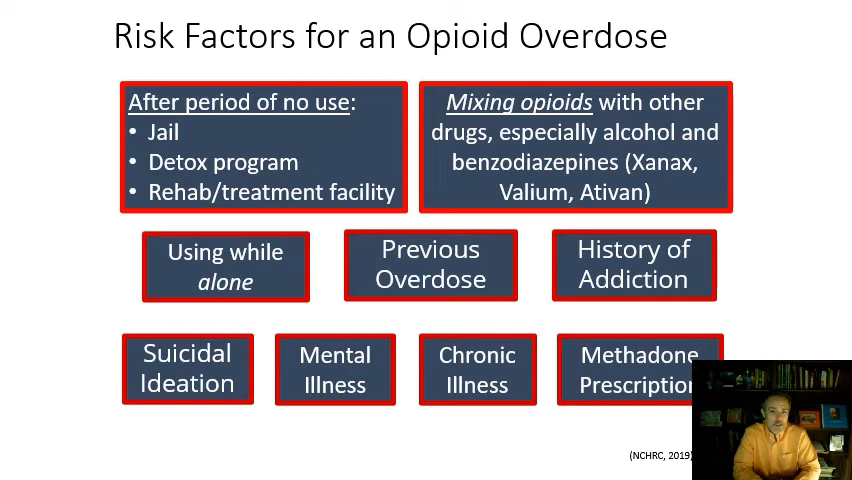 Risk Factors for an Opioid Overdose
After period of no use:
• Jail
• Detox program
• Rehab/treatment facility
Mixing opioids with other
drugs, especially alcohol and
benzodiazepines (Xanax,
Valium, Ativan)
Using while
alone
Previous
Overdose
History of
Addiction
Suicidal
Ideation
Mental
Illness
Chronic
Illness
Methadone
Prescription
(NCHRC, 2019)